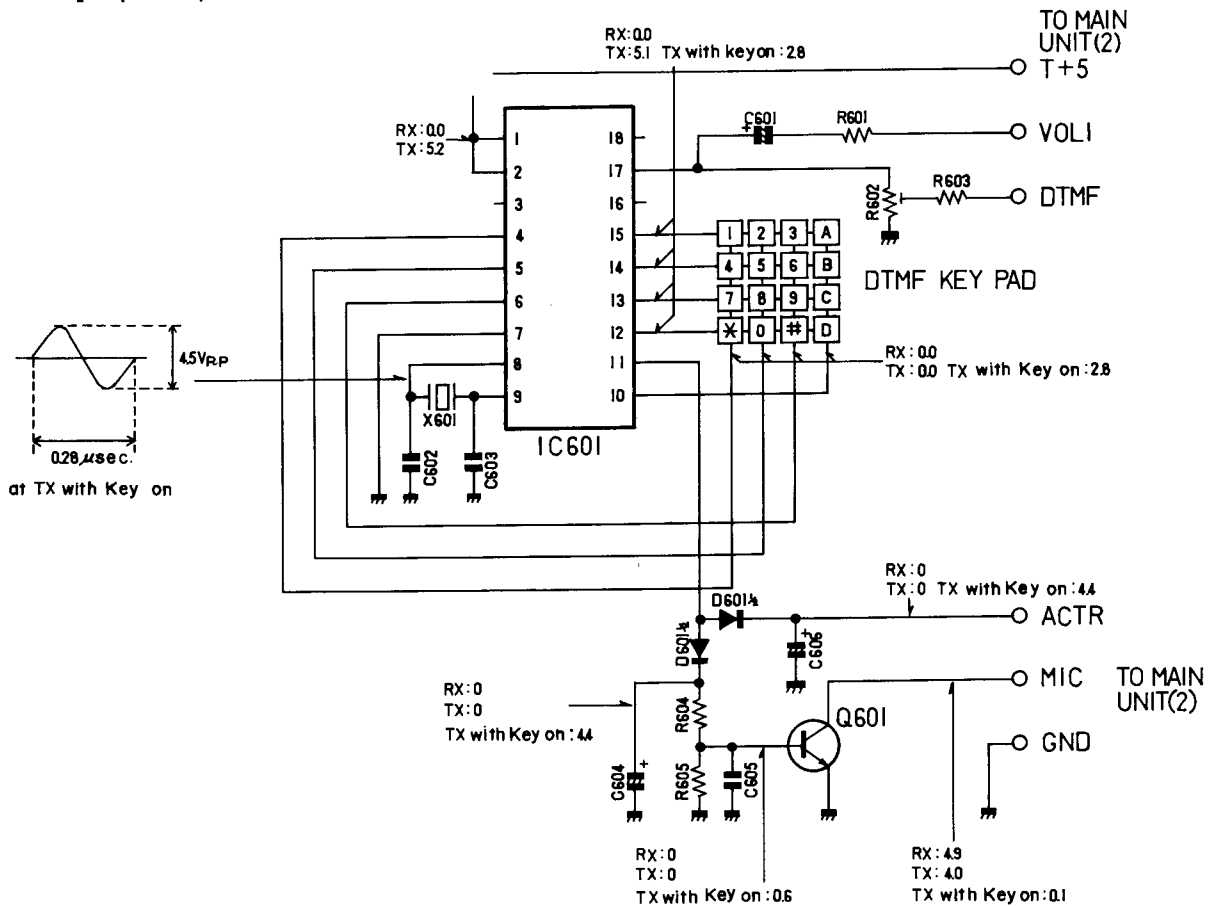 TO MAIN
UNIT(2)
RX:0.0
TX:5.1 TX with key on:2.8
T+5
C601
+
R601
VOL1
RX:0.0
TX:5.2
1
2
3
4
5
6
7
8
9
18
17
16
15
14
13
12
11
10
IC601
R602
R603
DTMF
1 2 3 A
4 5 6 B
7 8 9 C
* 0 # D
DTMF KEY PAD
RX:0.0
TX:0.0 TX with Key on:2.8
4.5VP.P
0.28µsec.
at TX with Key on
X601
C602
C603
RX:0
TX:0 TX with Key on:4.4
D601½
ACTR
D601½
+
C606
RX:0
TX:0
TX with Key on:4.4
R604
MIC
TO MAIN
UNIT(2)
Q601
GND
C604
+
R605
C605
RX:0
TX:0
TX with Key on:0.6
RX:4.9
TX:4.0
TX with Key on:0.1